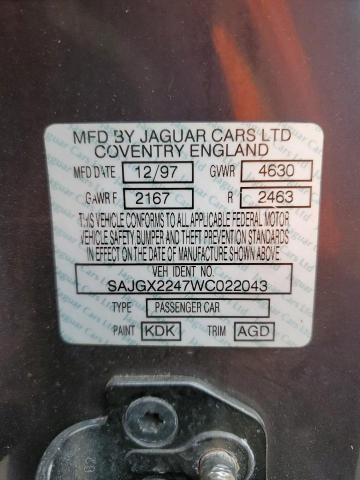 MFD BY JAGUAR CARS LTD
COVENTRY ENGLAND
MFD DATE 12/97 GVWR 4630
GAWR F 2167 R 2463
THIS VEHICLE CONFORMS TO ALL APPLICABLE FEDERAL MOTOR
VEHICLE SAFETY, BUMPER AND THEFT PREVENTION STANDARDS
IN EFFECT ON THE DATE OF MANUFACTURE SHOWN ABOVE
VEH IDENT NO.
SAJGX2247WC022043
TYPE PASSENGER CAR
PAINT KDK TRIM AGD